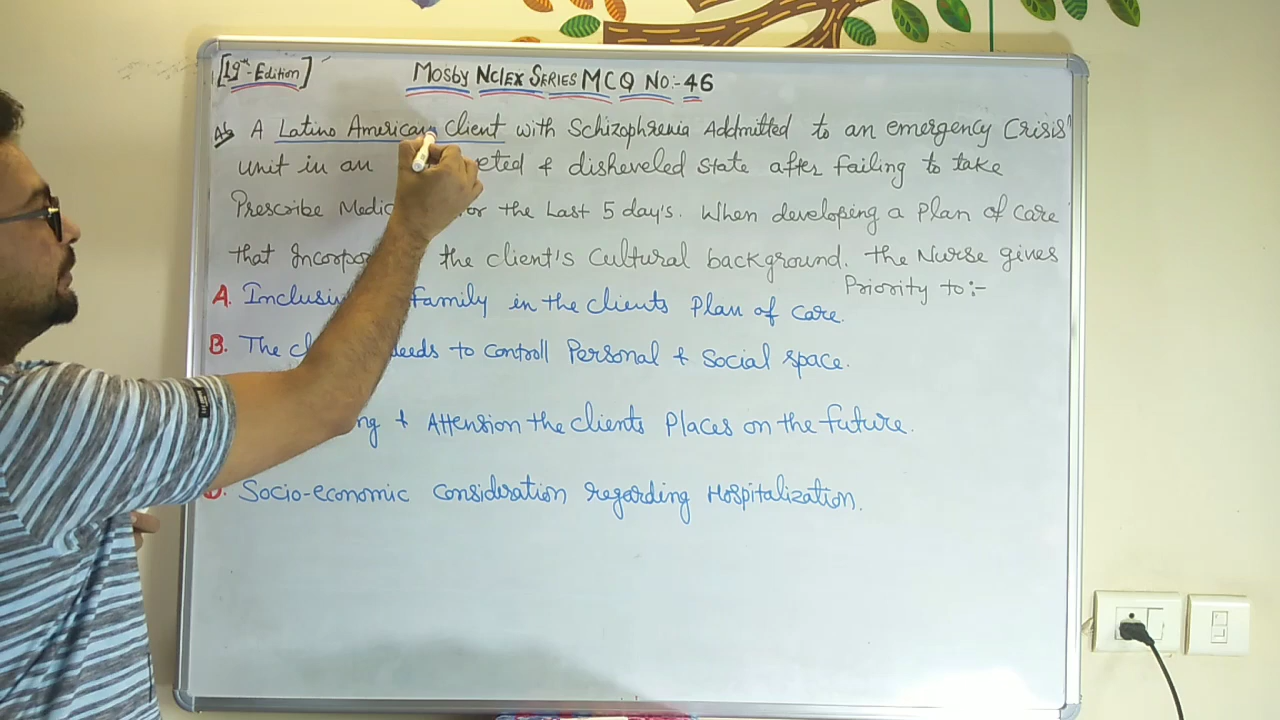 [19th - Edition]
Mosby NCLEX SERIES MCQ NO:- 46
A Latino American client with Schizophrenia Addmitted to an emergency Crisis
unit in an eted & disheveled state after failing to take
Prescribe Medic or the Last 5 day's. When developing a Plan of care
that Incorpor the client's Cultural background. the Nurse gives
Priority to:-
A. Inclusi family in the clients Plan of care.
B. The cl needs to controll Personal & Social space.
ng & Attension the clients Places on the future.
D. Socio-economic consideration regarding Hospitalization.